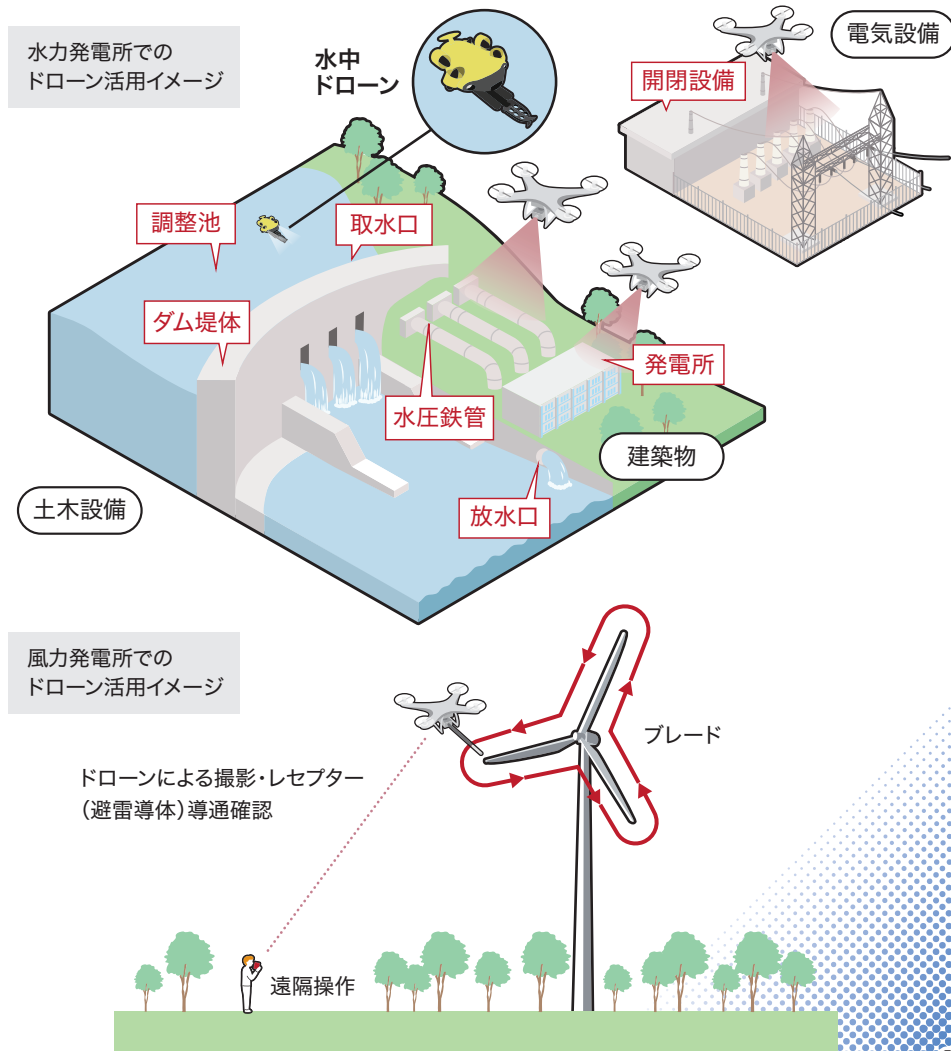 水力発電所での
ドローン活用イメージ
水中
ドローン
電気設備
開閉設備
調整池
取水口
ダム堤体
発電所
水圧鉄管
建築物
土木設備
放水口
風力発電所での
ドローン活用イメージ
ブレード
ドローンによる撮影・レセプター
（避雷導体）導通確認
遠隔操作